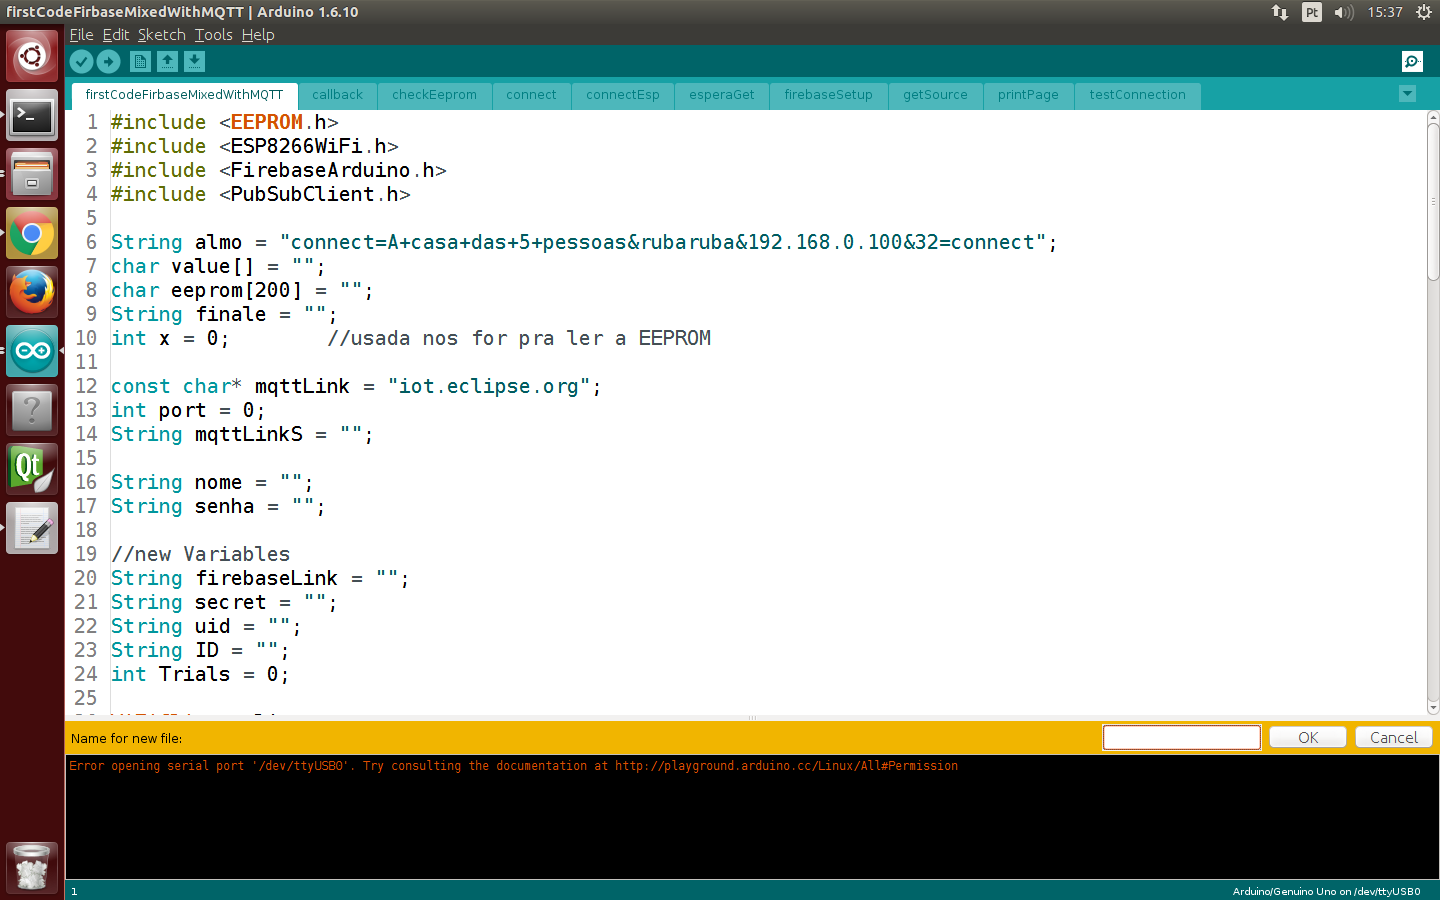 firstCodeFirbaseMixedWithMQTT | Arduino 1.6.10
Pt
15:37
File Edit Sketch Tools Help
firstCodeFirbaseMixedWithMQTT callback checkEeprom connect connectEsp esperaGet firebaseSetup getSource printPage testConnection
1 #include <EEPROM.h>
2 #include <ESP8266WiFi.h>
3 #include <FirebaseArduino.h>
4 #include <PubSubClient.h>
5
6 String almo = "connect=A+casa+das+5+pessoas&rubaruba&192.168.0.100&32=connect";
7 char value[] = "";
8 char eeprom[200] = "";
9 String finale = "";
10 int x = 0; //usada nos for pra ler a EEPROM
11
12 const char* mqttLink = "iot.eclipse.org";
13 int port = 0;
14 String mqttLinkS = "";
15
16 String nome = "";
17 String senha = "";
18
19 //new Variables
20 String firebaseLink = "";
21 String secret = "";
22 String uid = "";
23 String ID = "";
24 int Trials = 0;
25
Name for new file:
OK Cancel
Error opening serial port '/dev/ttyUSB0'. Try consulting the documentation at http://playground.arduino.cc/Linux/All#Permission
1
Arduino/Genuino Uno on /dev/ttyUSB0
Qt